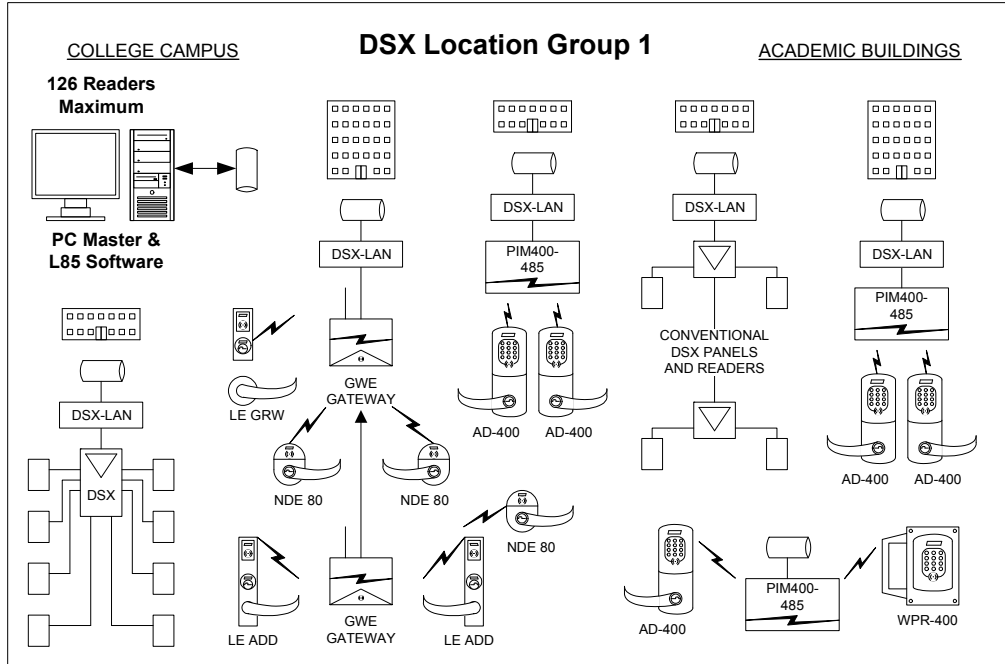 COLLEGE CAMPUS
DSX Location Group 1
ACADEMIC BUILDINGS
126 Readers
Maximum
PC Master &
L85 Software
DSX-LAN
DSX
DSX-LAN
LE GRW
GWE
GATEWAY
NDE 80
NDE 80
NDE 80
LE ADD
GWE
GATEWAY
LE ADD
DSX-LAN
PIM400-
485
AD-400
AD-400
DSX-LAN
CONVENTIONAL
DSX PANELS
AND READERS
DSX-LAN
PIM400-
485
AD-400
AD-400
AD-400
PIM400-
485
WPR-400